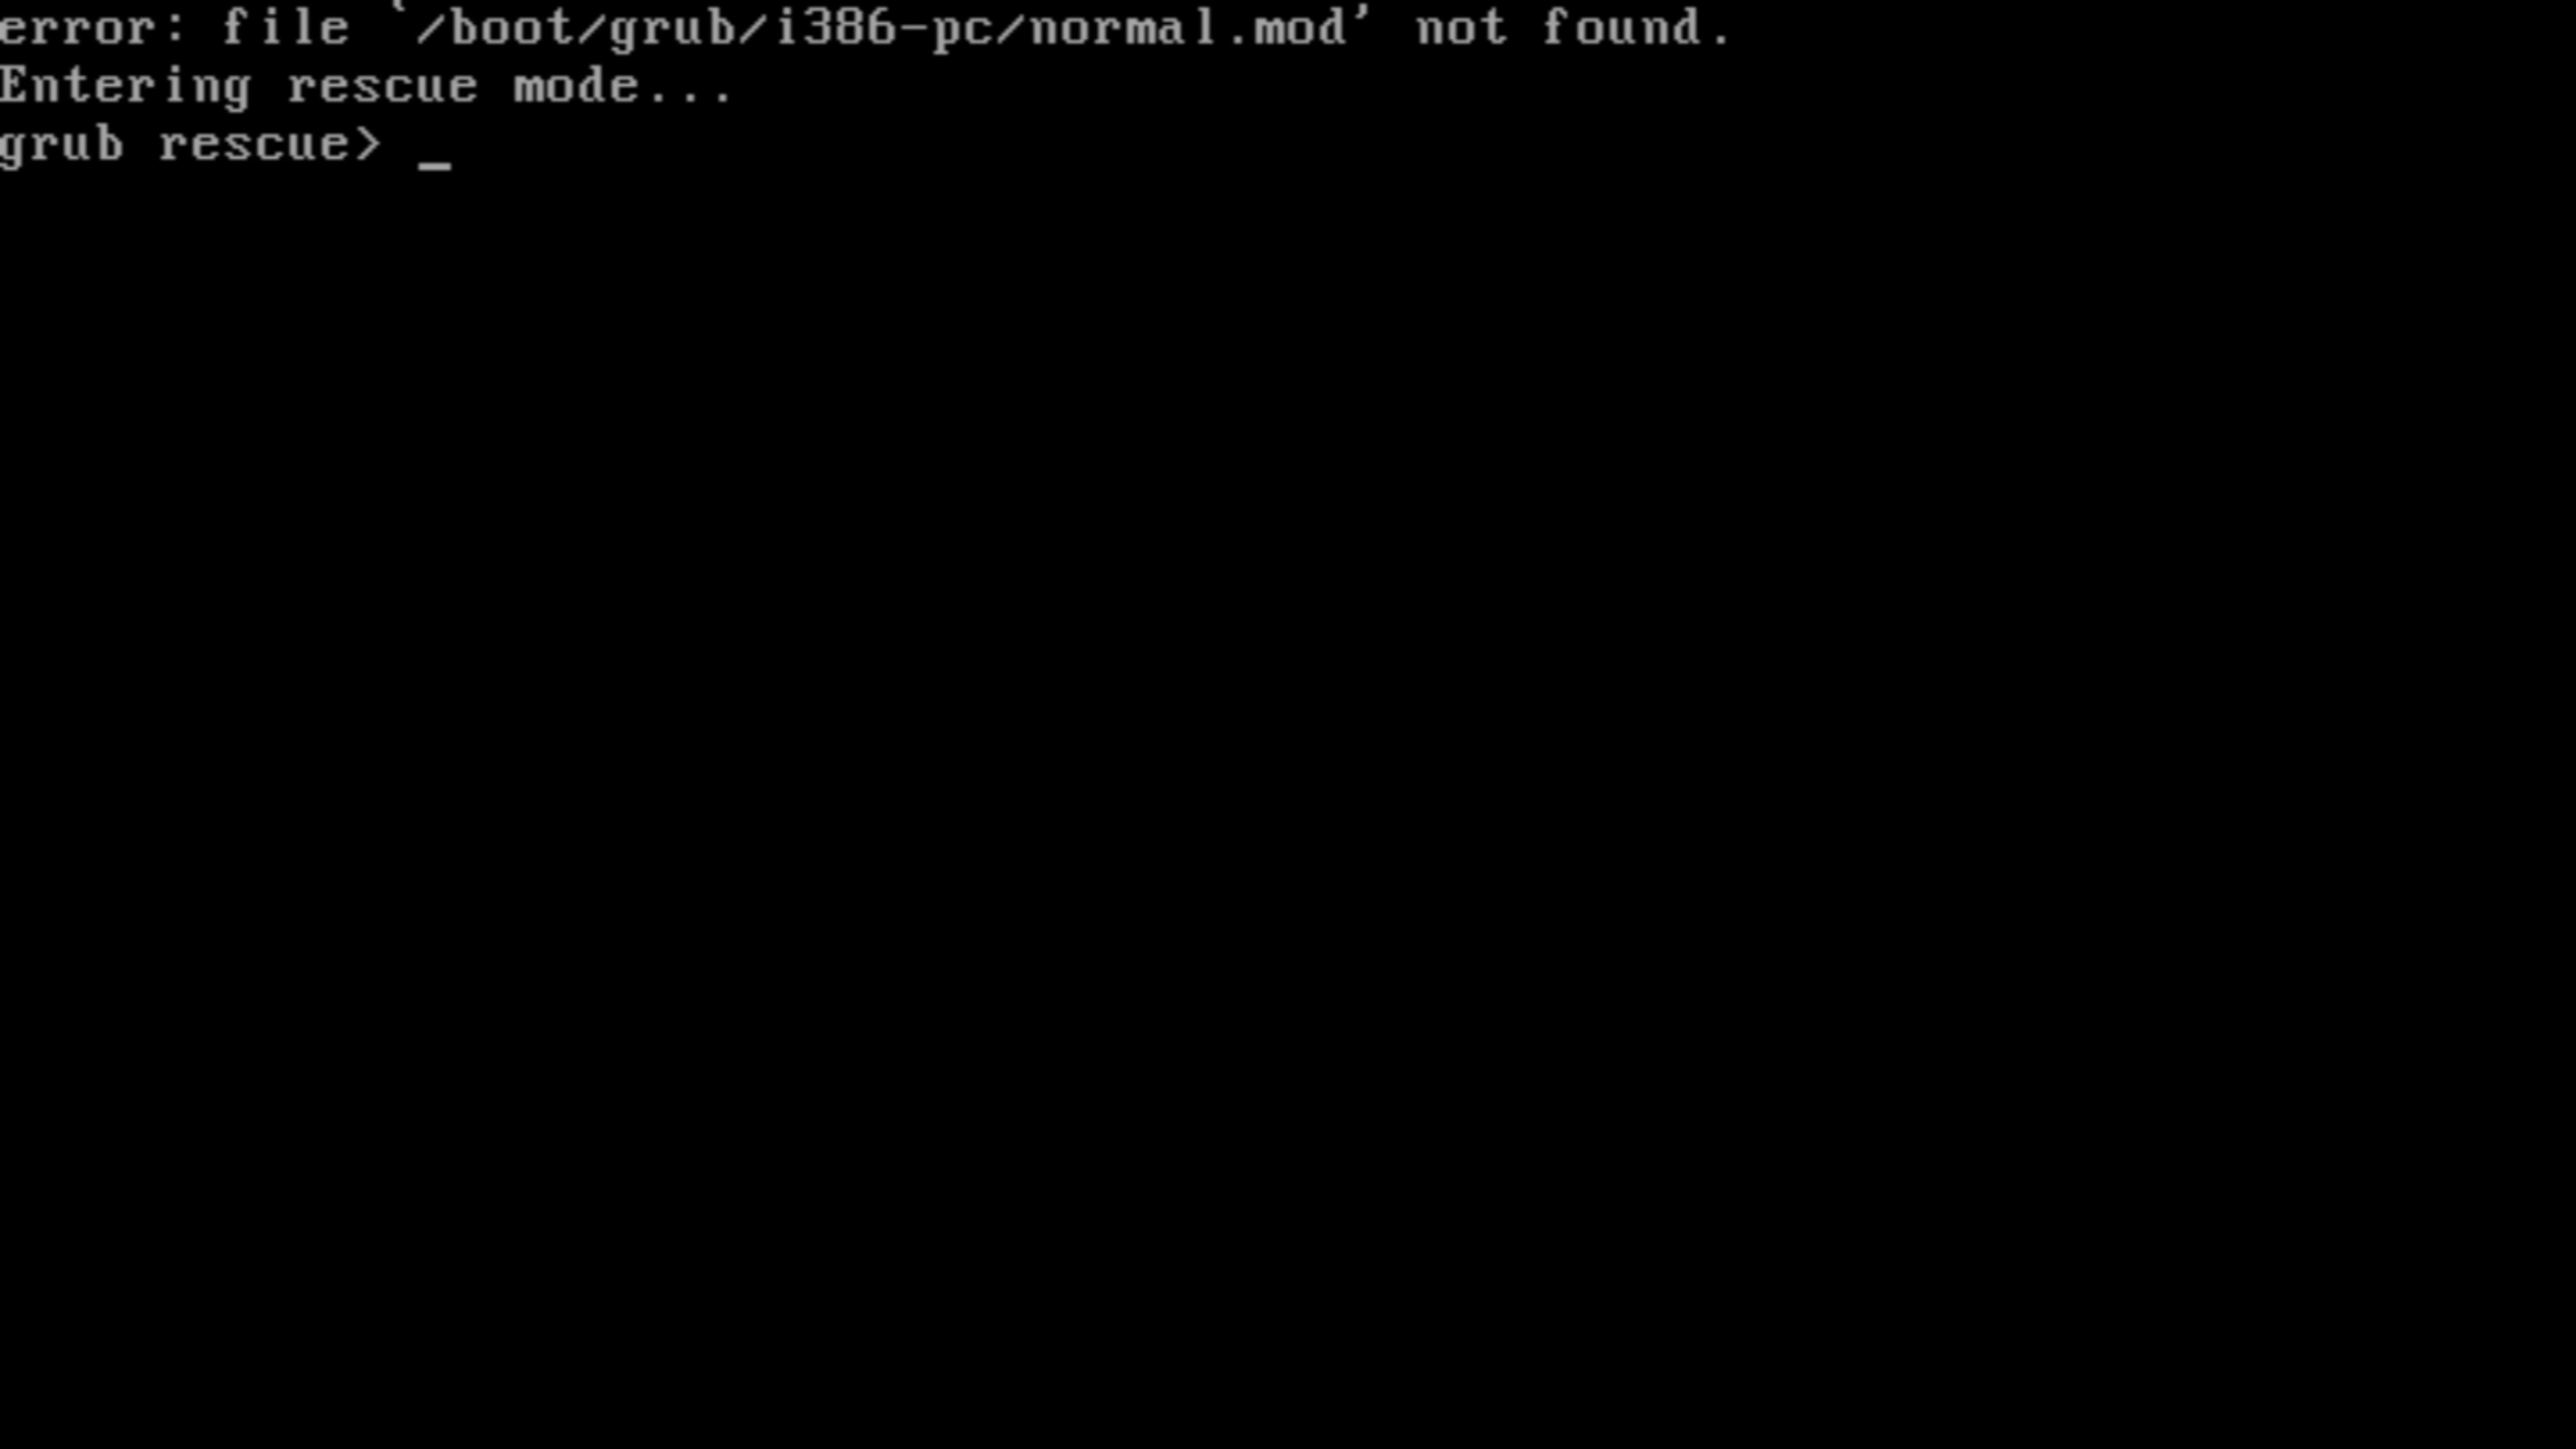 error: file `/boot/grub/i386-pc/normal.mod' not found.
Entering rescue mode...
grub rescue> _